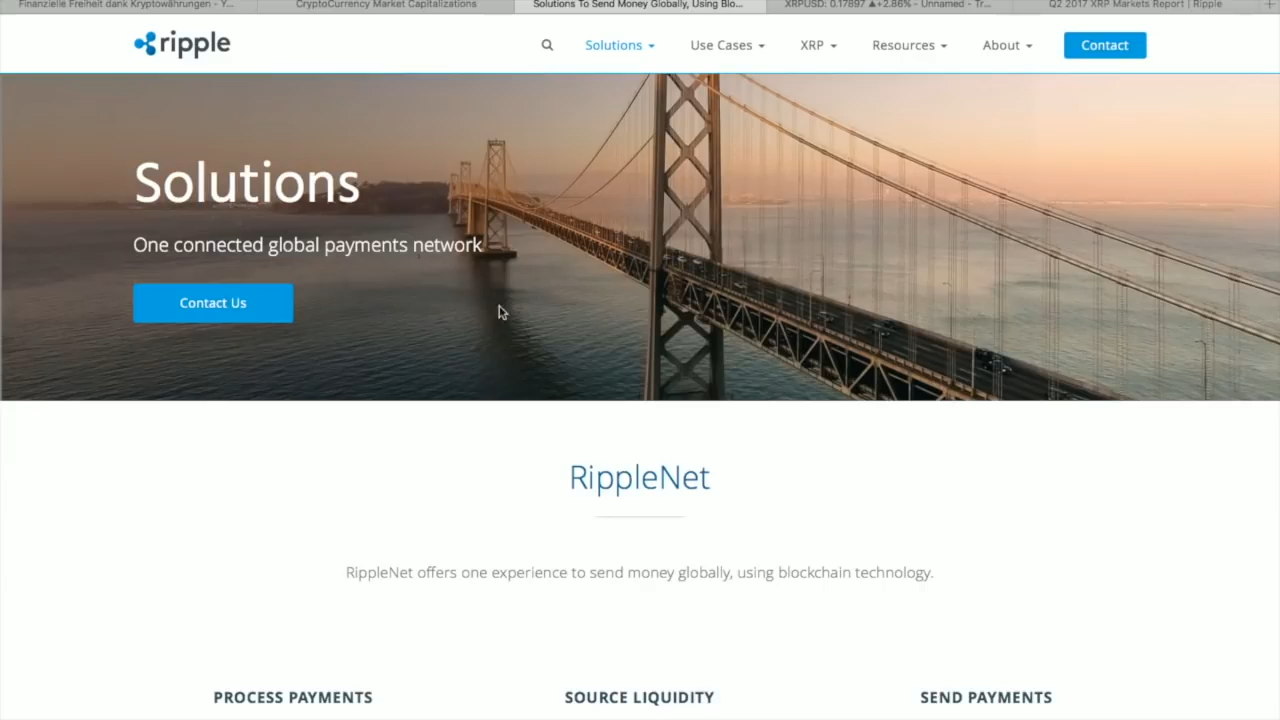 Finanzielle Freiheit dank Kryptowährungen - Y...
CryptoCurrency Market Capitalizations
Solutions To Send Money Globally, Using Blo...
XRPUSD: 0.17897 ▲+2.86% - Unnamed - Tr...
Q2 2017 XRP Markets Report | Ripple
ripple
Solutions
Use Cases
XRP
Resources
About
Contact
Solutions
One connected global payments network
Contact Us
RippleNet
RippleNet offers one experience to send money globally, using blockchain technology.
PROCESS PAYMENTS
SOURCE LIQUIDITY
SEND PAYMENTS